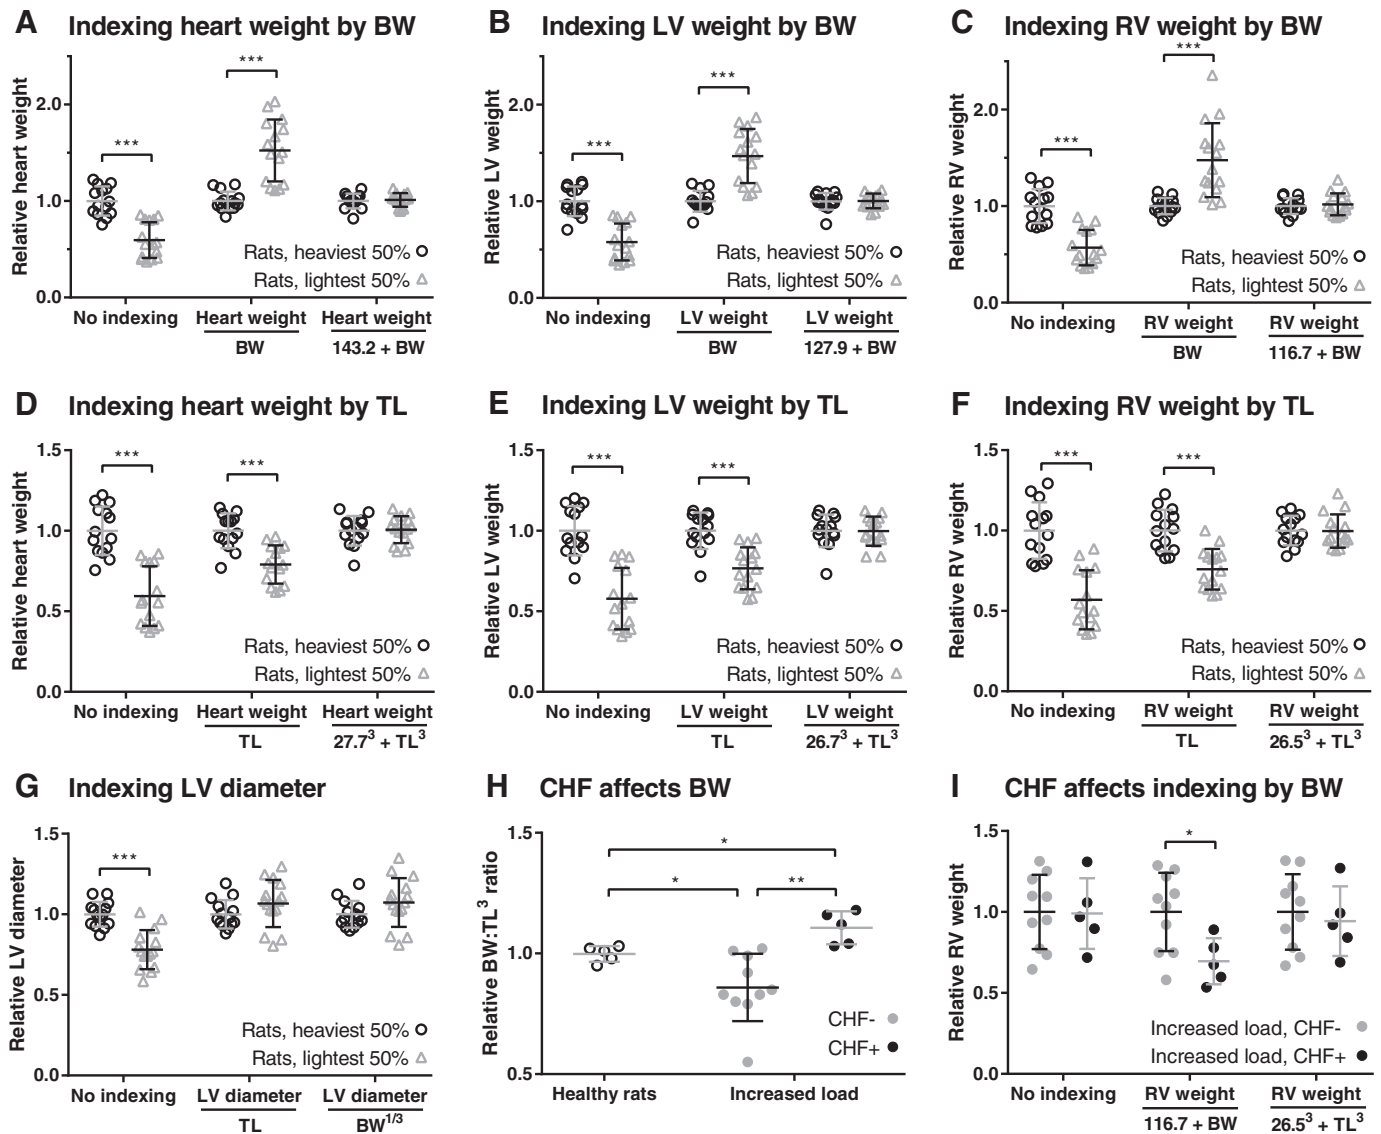 A Indexing heart weight by BW
Relative heart weight
2.0
1.0
0.0
***
***
Rats, heaviest 50%
Rats, lightest 50%
No indexing
Heart weight
BW
Heart weight
143.2 + BW
B Indexing LV weight by BW
Relative LV weight
2.0
1.0
0.0
***
***
Rats, heaviest 50%
Rats, lightest 50%
No indexing
LV weight
BW
LV weight
127.9 + BW
C Indexing RV weight by BW
Relative RV weight
2.0
1.0
0.0
***
***
Rats, heaviest 50%
Rats, lightest 50%
No indexing
RV weight
BW
RV weight
116.7 + BW
D Indexing heart weight by TL
Relative heart weight
1.5
1.0
0.5
0.0
***
***
Rats, heaviest 50%
Rats, lightest 50%
No indexing
Heart weight
TL
Heart weight
27.7³ + TL³
E Indexing LV weight by TL
Relative LV weight
1.5
1.0
0.5
0.0
***
***
Rats, heaviest 50%
Rats, lightest 50%
No indexing
LV weight
TL
LV weight
26.7³ + TL³
F Indexing RV weight by TL
Relative RV weight
1.5
1.0
0.5
0.0
***
***
Rats, heaviest 50%
Rats, lightest 50%
No indexing
RV weight
TL
RV weight
26.5³ + TL³
G Indexing LV diameter
Relative LV diameter
1.5
1.0
0.5
0.0
***
Rats, heaviest 50%
Rats, lightest 50%
No indexing
LV diameter
TL
LV diameter
BW^1/3
H CHF affects BW
Relative BW:TL³ ratio
1.5
1.0
0.5
*
*
**
CHF-
CHF+
Healthy rats
Increased load
I CHF affects indexing by BW
Relative RV weight
1.5
1.0
0.5
0.0
*
Increased load, CHF-
Increased load, CHF+
No indexing
RV weight
116.7 + BW
RV weight
26.5³ + TL³